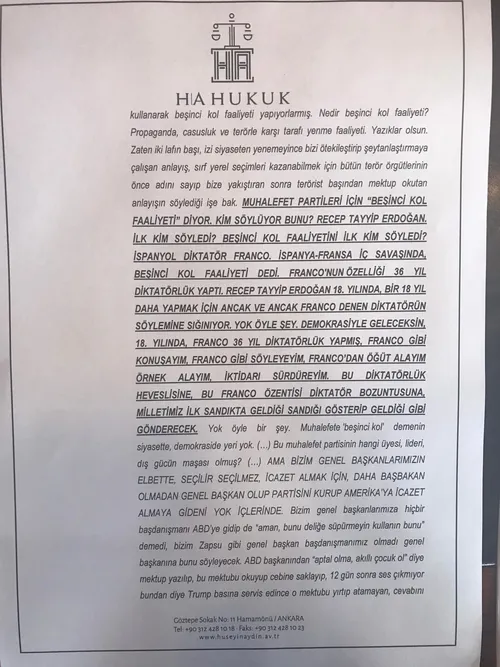 HA HUKUK
kullanarak beşinci kol faaliyeti yapıyorlarmış. Nedir beşinci kol faaliyeti?
Propaganda, casusluk ve terörle karşı tarafı yenme faaliyeti. Yazıklar olsun.
Zaten iki lafın başı, izi siyaseten yenemeyince bizi ötekileştirip şeytanlaştırmaya
çalışan anlayış, sırf yerel seçimleri kazanabilmek için bütün terör örgütlerinin
önce adını sayıp bize yakıştıran sonra terörist başından mektup okutan
anlayışın söylediği işe bak. MUHALEFET PARTİLERİ İÇİN “BEŞİNCİ KOL
FAALİYETİ” DİYOR. KİM SÖYLÜYOR BUNU? RECEP TAYYİP ERDOĞAN.
İLK KİM SÖYLEDİ? BEŞİNCİ KOL FAALİYETİNİ İLK KİM SÖYLEDİ?
İSPANYOL DİKTATÖR FRANCO. İSPANYA-FRANSA İÇ SAVAŞINDA,
BEŞİNCİ KOL FAALİYETİ DEDİ. FRANCO'NUN ÖZELLİĞİ 36 YIL
DİKTATÖRLÜK YAPTI. RECEP TAYYİP ERDOĞAN 18. YILINDA, BİR 18 YIL
DAHA YAPMAK İÇİN ANCAK VE ANCAK FRANCO DENEN DİKTATÖRÜN
SÖYLEMİNE SIĞINIYOR. YOK ÖYLE ŞEY. DEMOKRASİYLE GELECEKSİN,
18. YILINDA, FRANCO 36 YIL DİKTATÖRLÜK YAPMIŞ, FRANCO GİBİ
KONUŞAYIM, FRANCO GİBİ SÖYLEYEYİM, FRANCO'DAN ÖĞÜT ALAYIM
ÖRNEK ALAYIM, İKTİDARI SÜRDÜREYİM. BU DİKTATÖRLÜK
HEVESLİSİNE, BU FRANCO ÖZENTİSİ DİKTATÖR BOZUNTUSUNA,
MİLLETİMİZ İLK SANDIKTA GELDİĞİ SANDIĞI GÖSTERİP GELDİĞİ GİBİ
GÖNDERECEK. Yok öyle bir şey. Muhalefete 'beşinci kol' demenin
siyasette, demokraside yeri yok. (…) Bu muhalefet partisinin hangi üyesi, lideri,
dış gücün maşası olmuş? (…) AMA BİZİM GENEL BAŞKANLARIMIZIN
ELBETTE, SEÇİLİR SEÇİLMEZ, İCAZET ALMAK İÇİN, DAHA BAŞBAKAN
OLMADAN GENEL BAŞKAN OLUP PARTİSİNİ KURUP AMERİKA'YA İCAZET
ALMAYA GİDENİ YOK İÇLERİNDE. Bizim genel başkanlarımıza hiçbir
başdanışmanı ABD'ye gidip de “aman, bunu deliğe süpürmeyin kullanın bunu”
demedi, bizim Zapsu gibi genel başkan başdanışmanımız olmadı genel
başkanına bunu söyleyecek. ABD başkanından “aptal olma, akıllı çocuk ol” diye
mektup yazılıp, bu mektubu okuyup cebine saklayıp, 12 gün sonra ses çıkmıyor
bundan diye Trump basına servis edince o mektubu yırtıp atamayan, cevabını
Göztepe Sokak No: 11 Hamamönü / ANKARA
Tel: +90 312 428 10 18 Faks: +90 312 428 10 23
www.huseyinaydin.av.tr